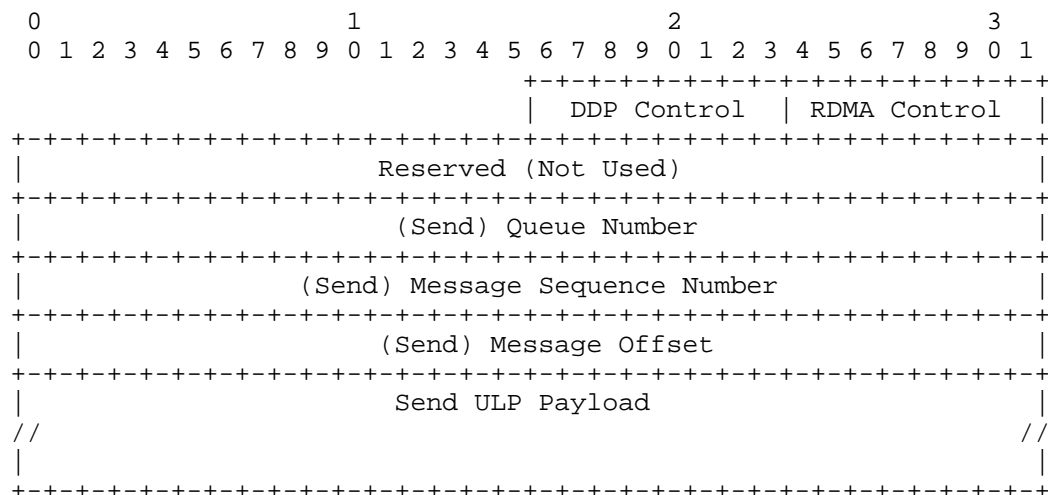 0                   1                   2                   3
 0 1 2 3 4 5 6 7 8 9 0 1 2 3 4 5 6 7 8 9 0 1 2 3 4 5 6 7 8 9 0 1
                                +-+-+-+-+-+-+-+-+-+-+-+-+-+-+-+-+
                                |  DDP Control  | RDMA Control  |
+-+-+-+-+-+-+-+-+-+-+-+-+-+-+-+-+-+-+-+-+-+-+-+-+-+-+-+-+-+-+-+-+
|                      Reserved (Not Used)                      |
+-+-+-+-+-+-+-+-+-+-+-+-+-+-+-+-+-+-+-+-+-+-+-+-+-+-+-+-+-+-+-+-+
|                       (Send) Queue Number                     |
+-+-+-+-+-+-+-+-+-+-+-+-+-+-+-+-+-+-+-+-+-+-+-+-+-+-+-+-+-+-+-+-+
|                 (Send) Message Sequence Number                |
+-+-+-+-+-+-+-+-+-+-+-+-+-+-+-+-+-+-+-+-+-+-+-+-+-+-+-+-+-+-+-+-+
|                      (Send) Message Offset                    |
+-+-+-+-+-+-+-+-+-+-+-+-+-+-+-+-+-+-+-+-+-+-+-+-+-+-+-+-+-+-+-+-+
|                       Send ULP Payload                        |
//                                                             //
|                                                               |
+-+-+-+-+-+-+-+-+-+-+-+-+-+-+-+-+-+-+-+-+-+-+-+-+-+-+-+-+-+-+-+-+